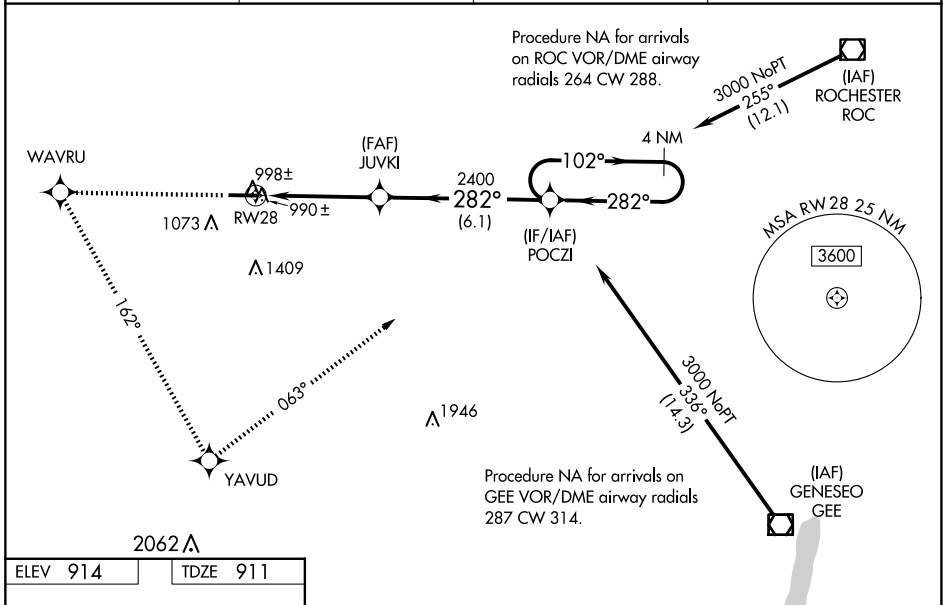 Procedure NA for arrivals
on ROC VOR/DME airway
radials 264 CW 288.
3000 NoPT
255°
(12.1)
(IAF)
ROCHESTER
ROC
4 NM
WAVRU
998±
990±
RW28
(FAF)
JUVKI
2400
282°
(6.1)
102°
282°
(IF/IAF)
POCZI
1073
1409
MSA RW 28 25 NM
3600
162°
063°
3000 NoPT
336°
(14.3)
1946
YAVUD
Procedure NA for arrivals on
GEE VOR/DME airway radials
287 CW 314.
(IAF)
GENESEO
GEE
2062
ELEV 914
TDZE 911